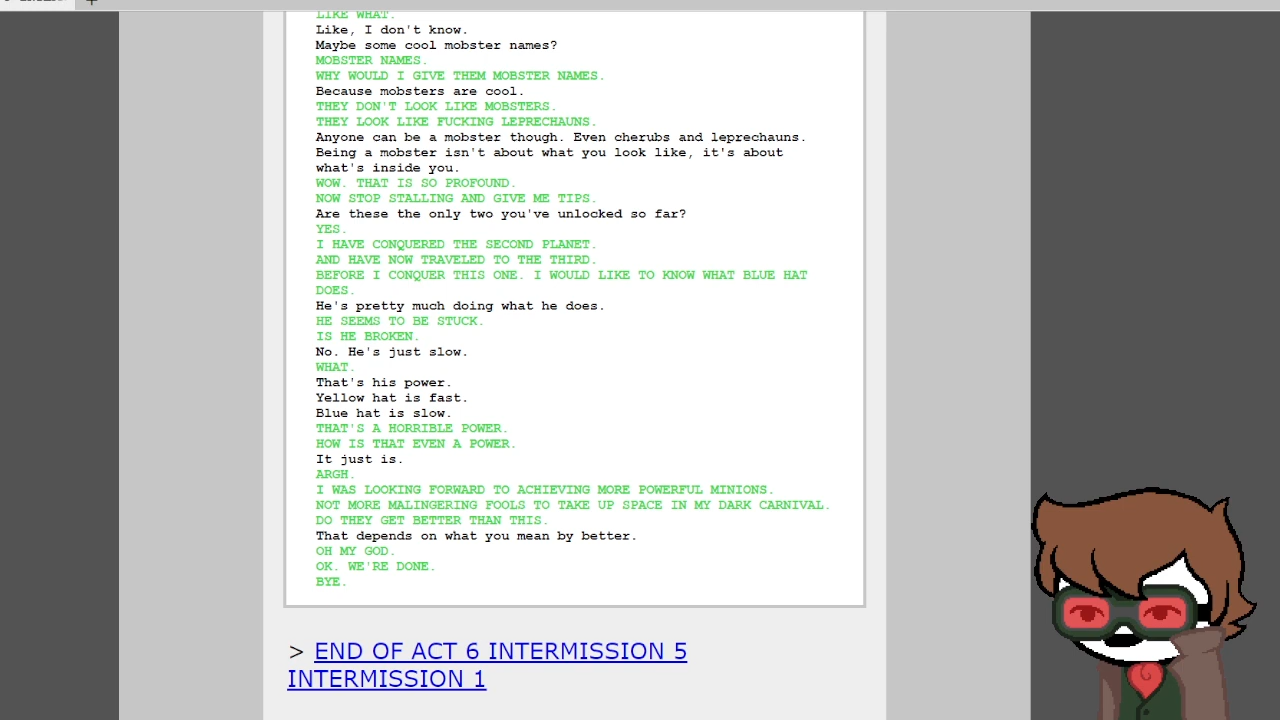 LIKE WHAT.
Like, I don't know.
Maybe some cool mobster names?
MOBSTER NAMES.
WHY WOULD I GIVE THEM MOBSTER NAMES.
Because mobsters are cool.
THEY DON'T LOOK LIKE MOBSTERS.
THEY LOOK LIKE FUCKING LEPRECHAUNS.
Anyone can be a mobster though. Even cherubs and leprechauns.
Being a mobster isn't about what you look like, it's about
what's inside you.
WOW. THAT IS SO PROFOUND.
NOW STOP STALLING AND GIVE ME TIPS.
Are these the only two you've unlocked so far?
YES.
I HAVE CONQUERED THE SECOND PLANET.
AND HAVE NOW TRAVELED TO THE THIRD.
BEFORE I CONQUER THIS ONE. I WOULD LIKE TO KNOW WHAT BLUE HAT
DOES.
He's pretty much doing what he does.
HE SEEMS TO BE STUCK.
IS HE BROKEN.
No. He's just slow.
WHAT.
That's his power.
Yellow hat is fast.
Blue hat is slow.
THAT'S A HORRIBLE POWER.
HOW IS THAT EVEN A POWER.
It just is.
ARGH.
I WAS LOOKING FORWARD TO ACHIEVING MORE POWERFUL MINIONS.
NOT MORE MALINGERING FOOLS TO TAKE UP SPACE IN MY DARK CARNIVAL.
DO THEY GET BETTER THAN THIS.
That depends on what you mean by better.
OH MY GOD.
OK. WE'RE DONE.
BYE.
> END OF ACT 6 INTERMISSION 5
INTERMISSION 1